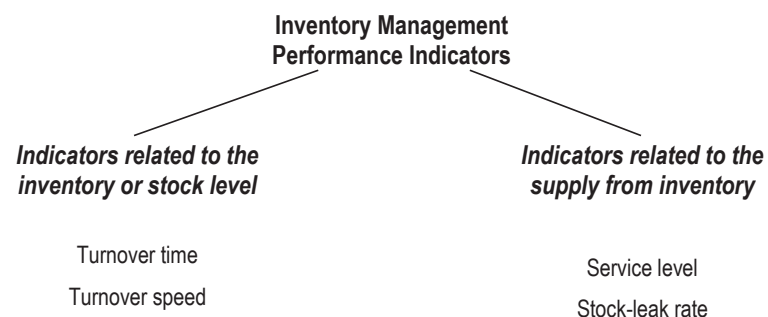 Inventory Management
Performance Indicators
Indicators related to the
inventory or stock level
Indicators related to the
supply from inventory
Turnover time
Turnover speed
Service level
Stock-leak rate